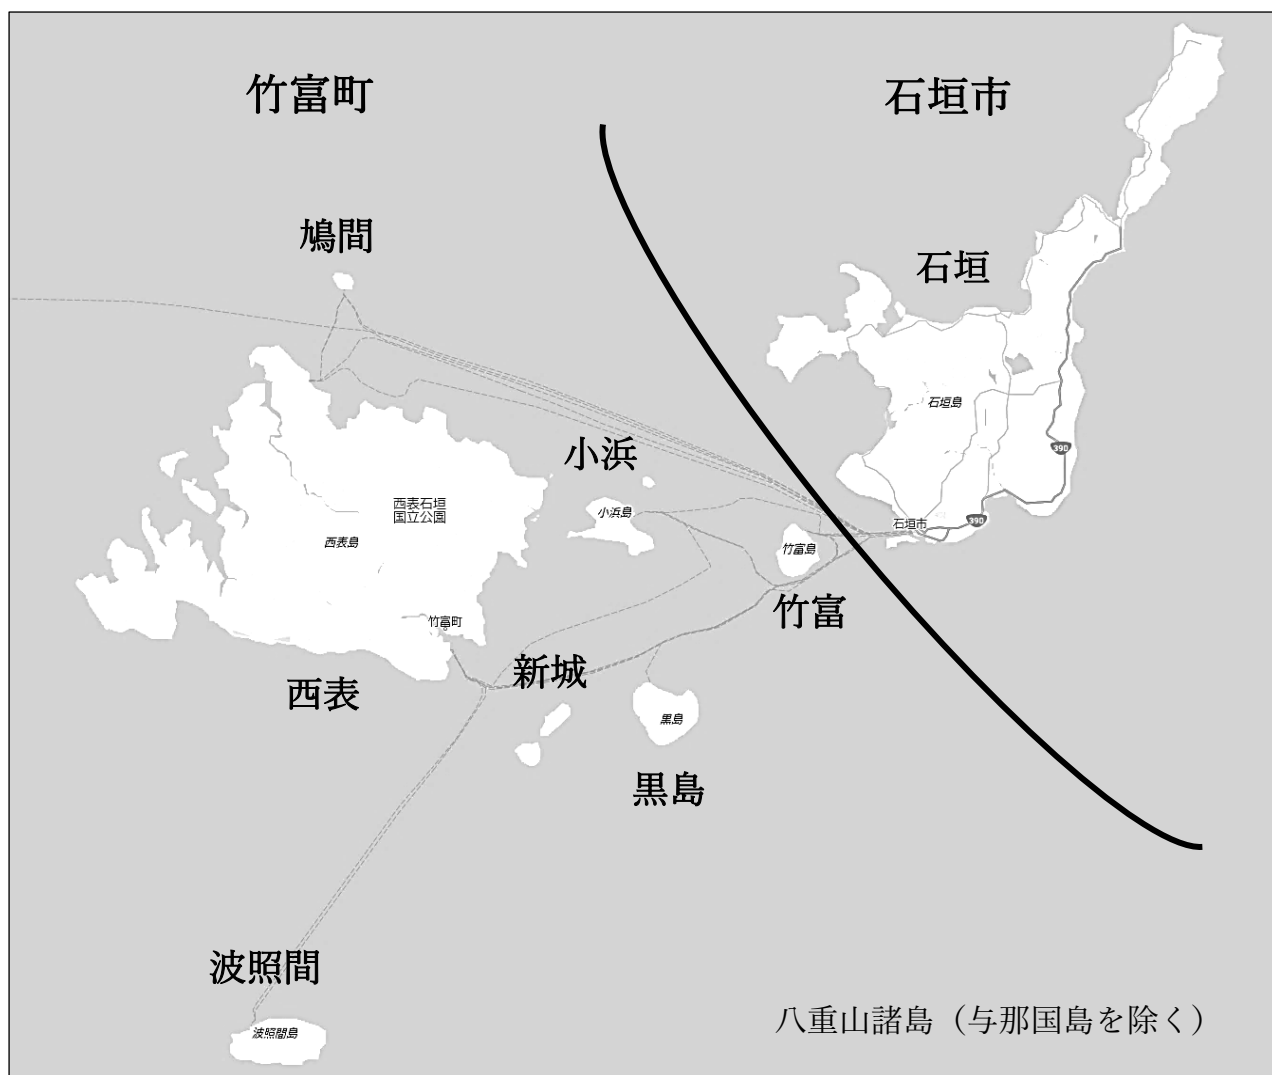 竹富町
石垣市
鳩間
石垣
石垣島
390
小浜
西表石垣
国立公園
小浜島
西表島
石垣市
390
竹富島
竹富
竹富町
新城
西表
黒島
黒島
波照間
波照間島
八重山諸島（与那国島を除く）